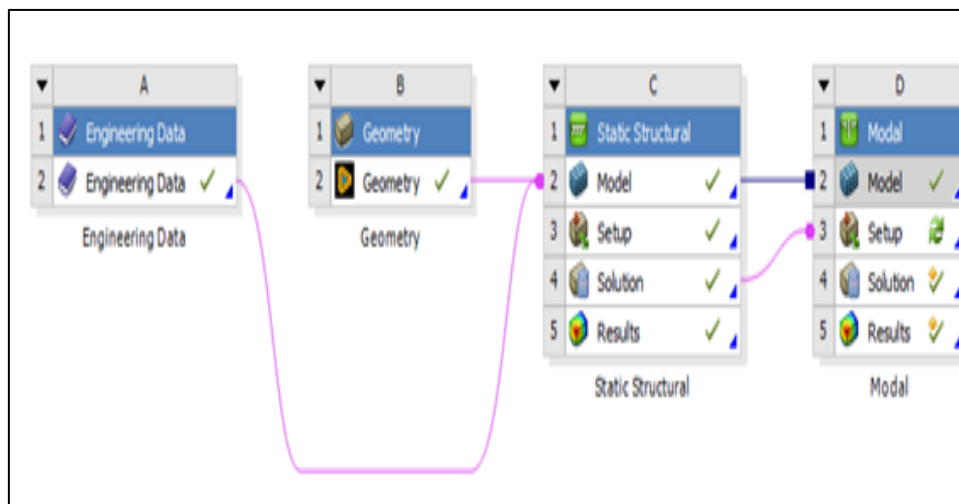 A
1 Engineering Data
2 Engineering Data
Engineering Data
B
1 Geometry
2 Geometry
Geometry
C
1 Static Structural
2 Model
3 Setup
4 Solution
5 Results
Static Structural
D
1 Modal
2 Model
3 Setup
4 Solution
5 Results
Modal